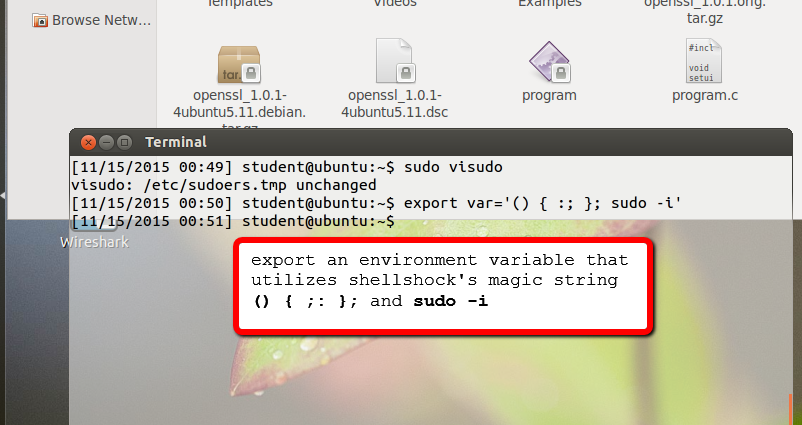 Templates
Videos
Examples
openssl_1.0.1.orig.
tar.gz
Browse Netw...
tar.
#incl
void
setui
openssl_1.0.1-
4ubuntu5.11.debian.
tar.gz
openssl_1.0.1-
4ubuntu5.11.dsc
program
program.c
Terminal
[11/15/2015 00:49] student@ubuntu:~$ sudo visudo
visudo: /etc/sudoers.tmp unchanged
[11/15/2015 00:50] student@ubuntu:~$ export var='() { :; }; sudo -i'
[11/15/2015 00:51] student@ubuntu:~$
Wireshark
export an environment variable that
utilizes shellshock's magic string
() { ;: }; and sudo -i